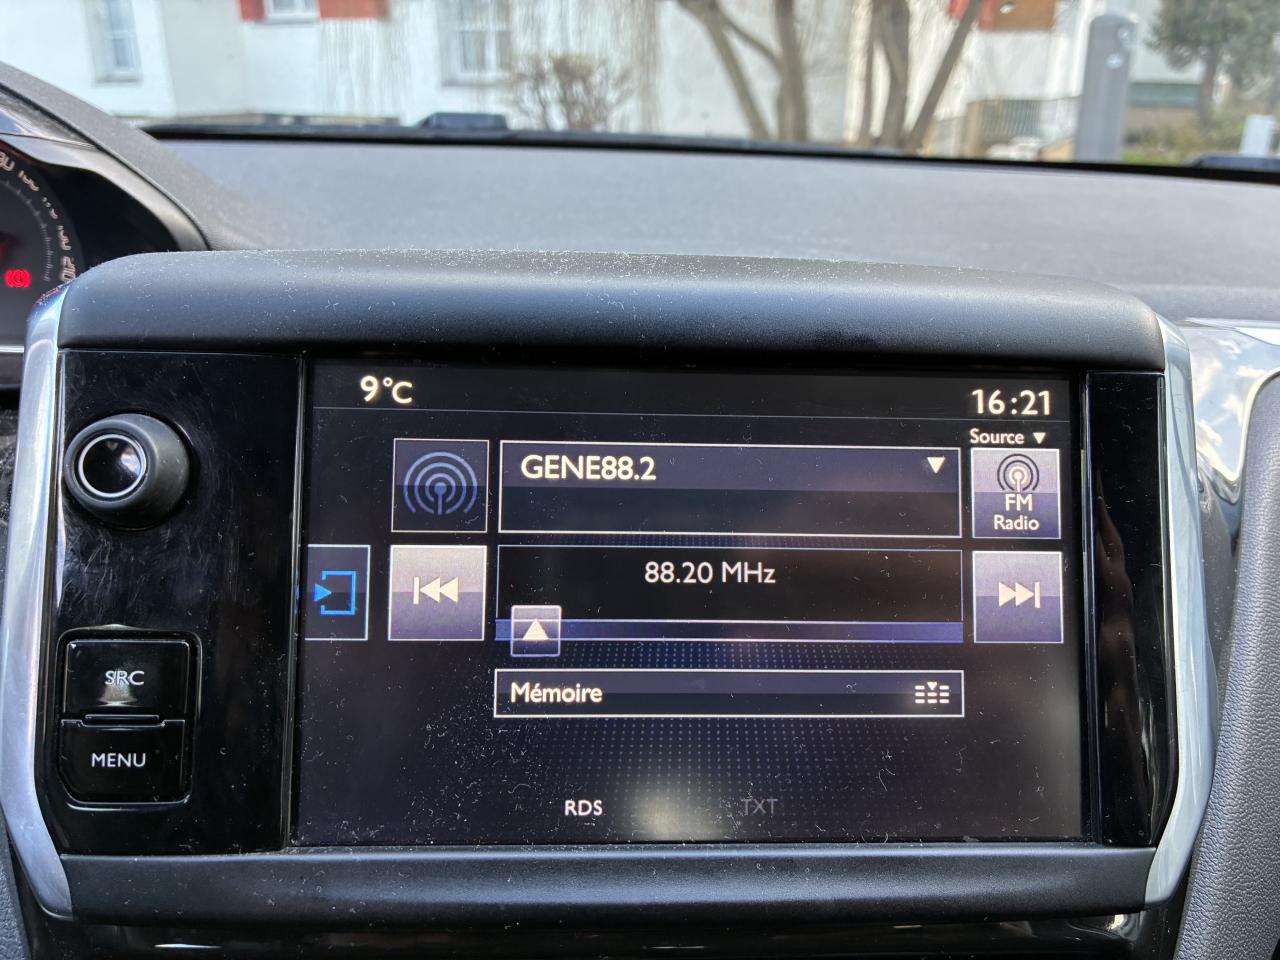 9°C
16:21
Source
GENE88.2
FM
Radio
88.20 MHz
SRC
Mémoire
MENU
RDS
TXT